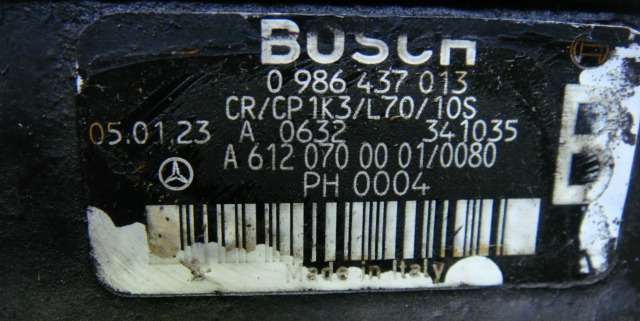 BOSCH
0 986 437 013
CR/CP1K3/L70/10S
05.01.23 A 0632 341035
A 612 070 00 01/0080
PH 0004
B
Made in Italy